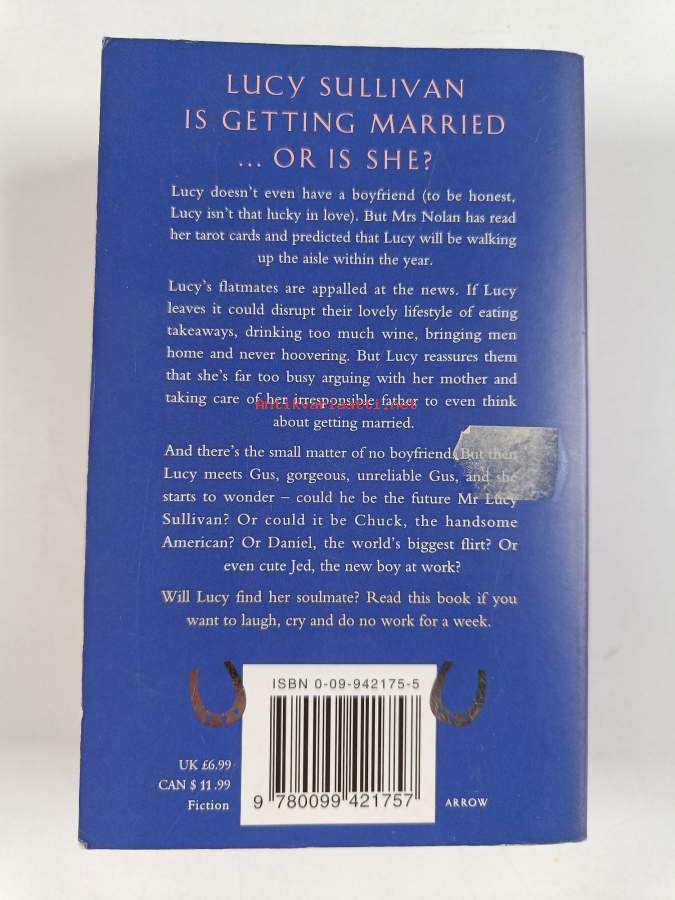 LUCY SULLIVAN
IS GETTING MARRIED
... OR IS SHE?
Lucy doesn't even have a boyfriend (to be honest,
Lucy isn't that lucky in love). But Mrs Nolan has read
her tarot cards and predicted that Lucy will be walking
up the aisle within the year.
Lucy's flatmates are appalled at the news. If Lucy
leaves it could disrupt their lovely lifestyle of eating
takeaways, drinking too much wine, bringing men
home and never hoovering. But Lucy reassures them
that she's far too busy arguing with her mother and
taking care of her irresponsible father to even think
Antikvariaatti.net
about getting married.
And there's the small matter of no boyfriend. But then
Lucy meets Gus, gorgeous, unreliable Gus, and she
starts to wonder – could he be the future Mr Lucy
Sullivan? Or could it be Chuck, the handsome
American? Or Daniel, the world's biggest flirt? Or
even cute Jed, the new boy at work?
Will Lucy find her soulmate? Read this book if you
want to laugh, cry and do no work for a week.
ISBN 0-09-942175-5
UK £6.99
CAN $ 11.99
Fiction
9 780099 421757
ARROW